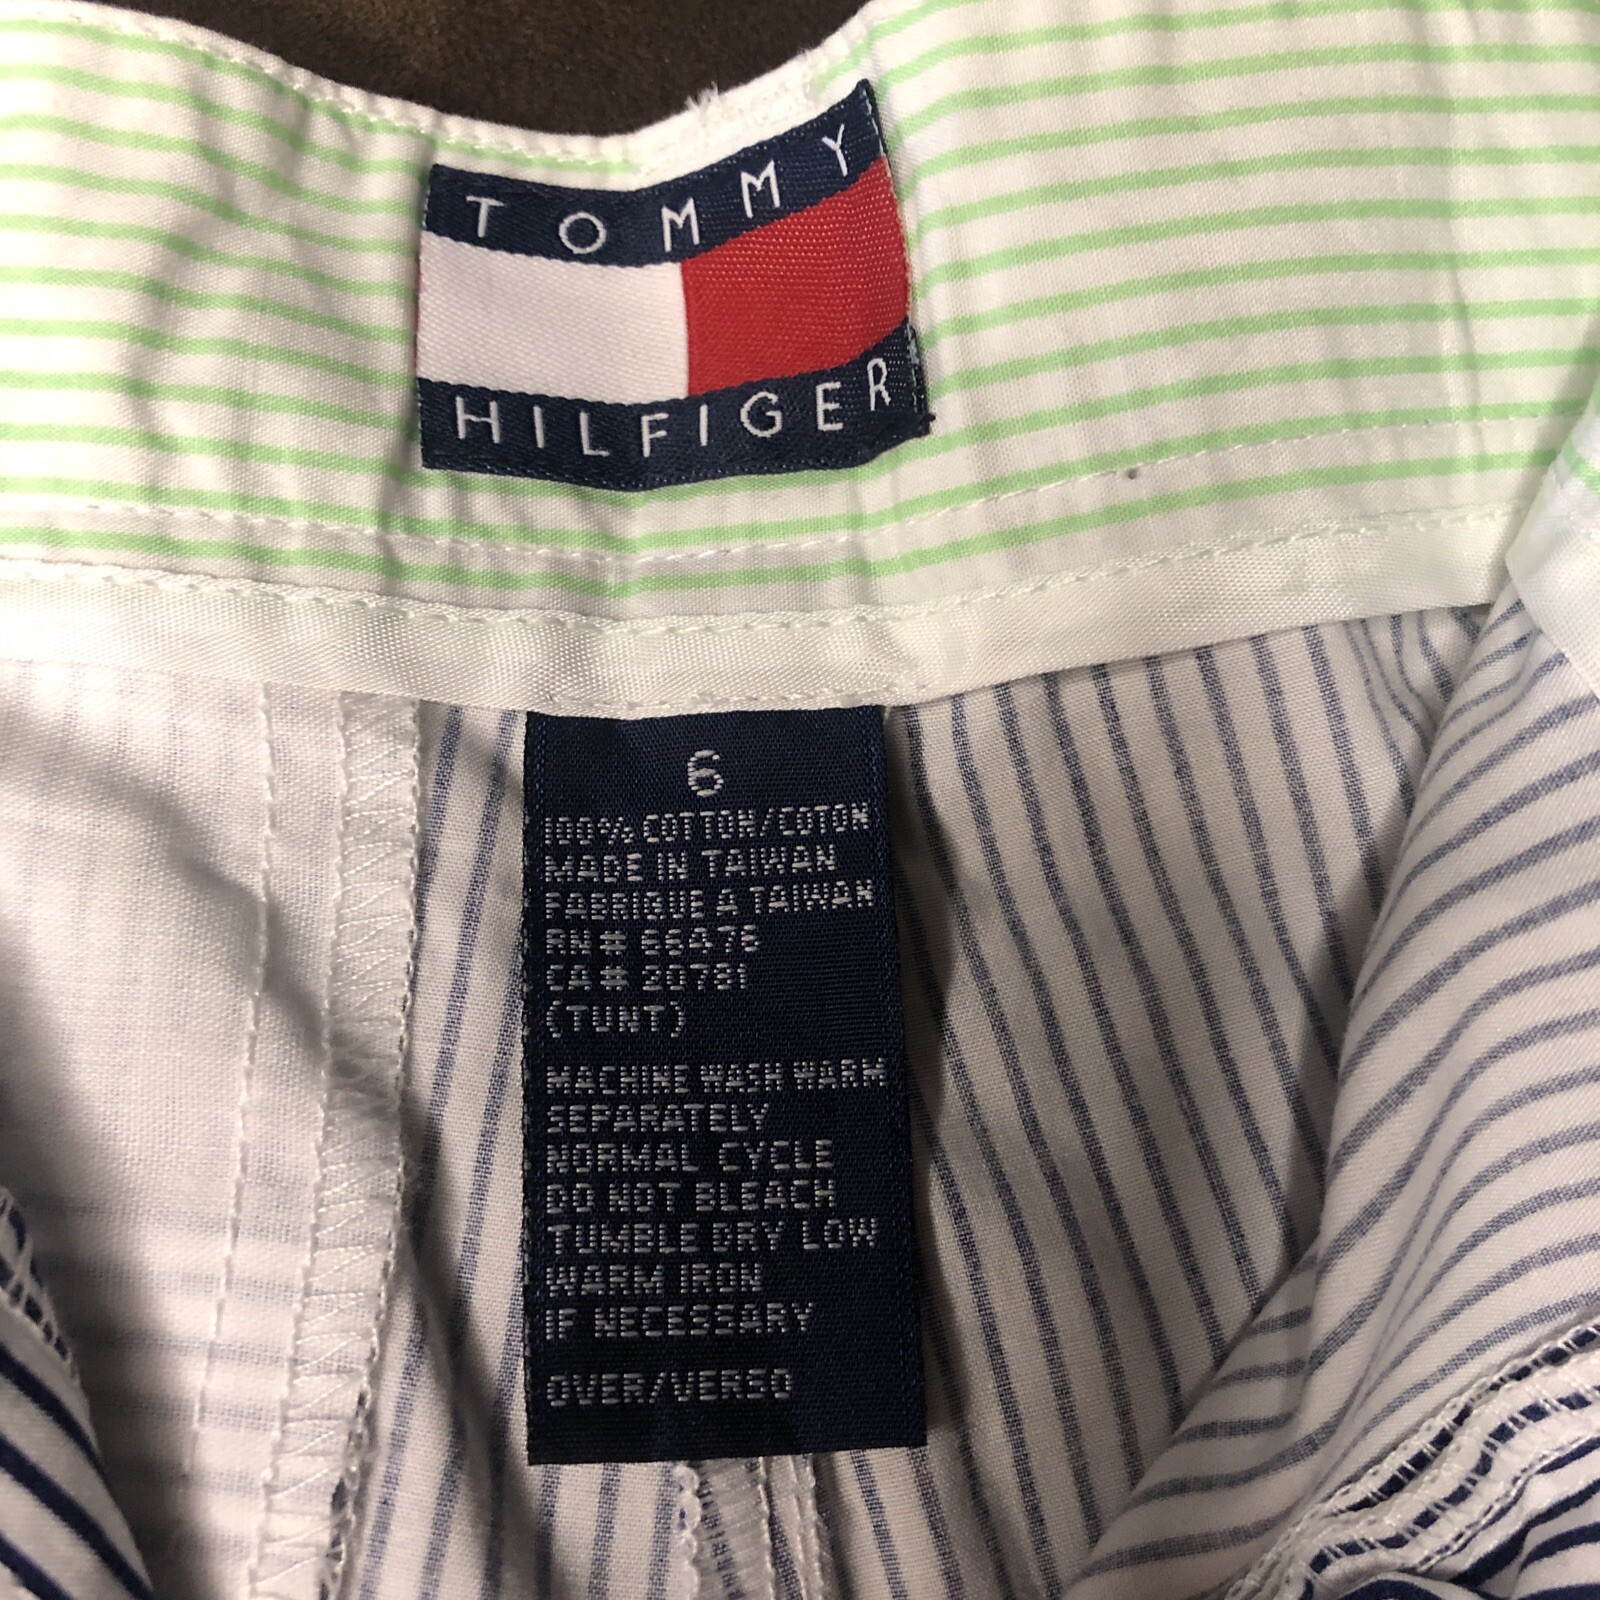 TOMMY
HILFIGER
6
100% COTTON/COTON
MADE IN TAIWAN
FABRIQUE A TAIWAN
RN# 66476
CA# 20781
(TUNT)
MACHINE WASH WARM
SEPARATELY
NORMAL CYCLE
DO NOT BLEACH
TUMBLE DRY LOW
WARM IRON
IF NECESSARY
OVER/VERSO